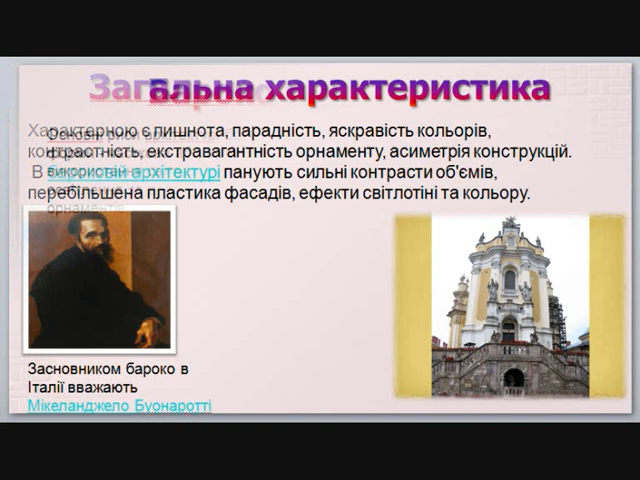 Загальна характеристика
Характерною є пишнота, парадність, яскравість кольорів,
контрастність, екстравагантність орнаменту, асиметрія конструкцій.
В барокковій архітектурі панують сильні контрасти об'ємів,
перебільшена пластика фасадів, ефекти світлотіні та кольору.
Засновником бароко в
Італії вважають
Мікеланджело Буонаротті